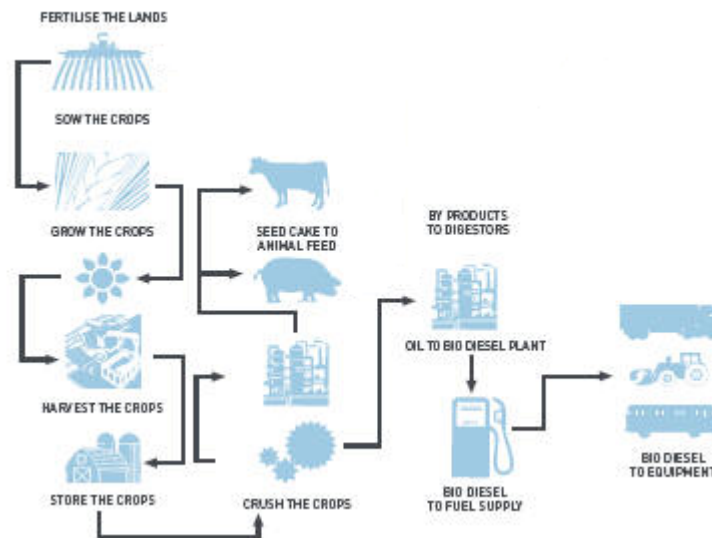 FERTILISE THE LANDS
SOW THE CROPS
GROW THE CROPS
HARVEST THE CROPS
STORE THE CROPS
SEED CAKE TO
ANIMAL FEED
CRUSH THE CROPS
BY PRODUCTS
TO DIGESTORS
OIL TO BIO DIESEL PLANT
BIO DIESEL
TO FUEL SUPPLY
BIO DIESEL
TO EQUIPMENT